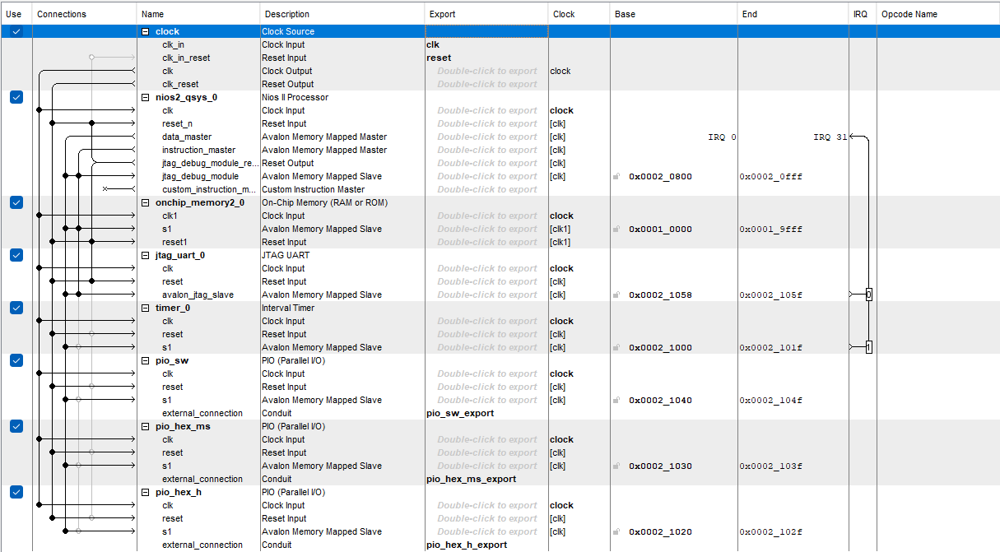 Use Connections Name Description Export Clock Base End IRQ Opcode Name
clock Clock Source
clk_in Clock Input clk
clk_in_reset Reset Input reset
clk Clock Output Double-click to export clock
clk_reset Reset Output Double-click to export
nios2_qsys_0 Nios II Processor
clk Clock Input Double-click to export clock
reset_n Reset Input Double-click to export [clk]
data_master Avalon Memory Mapped Master Double-click to export [clk] IRQ 0 IRQ 31
instruction_master Avalon Memory Mapped Master Double-click to export [clk]
jtag_debug_module_re... Reset Output Double-click to export [clk]
jtag_debug_module Avalon Memory Mapped Slave Double-click to export [clk] 0x0002_0800 0x0002_0fff
custom_instruction_m... Custom Instruction Master Double-click to export
onchip_memory2_0 On-Chip Memory (RAM or ROM)
clk1 Clock Input Double-click to export clock
s1 Avalon Memory Mapped Slave Double-click to export [clk1] 0x0001_0000 0x0001_9fff
reset1 Reset Input Double-click to export [clk1]
jtag_uart_0 JTAG UART
clk Clock Input Double-click to export clock
reset Reset Input Double-click to export [clk]
avalon_jtag_slave Avalon Memory Mapped Slave Double-click to export [clk] 0x0002_1058 0x0002_105f 0
timer_0 Interval Timer
clk Clock Input Double-click to export clock
reset Reset Input Double-click to export [clk]
s1 Avalon Memory Mapped Slave Double-click to export [clk] 0x0002_1000 0x0002_101f 1
pio_sw PIO (Parallel I/O)
clk Clock Input Double-click to export clock
reset Reset Input Double-click to export [clk]
s1 Avalon Memory Mapped Slave Double-click to export [clk] 0x0002_1040 0x0002_104f
external_connection Conduit pio_sw_export
pio_hex_ms PIO (Parallel I/O)
clk Clock Input Double-click to export clock
reset Reset Input Double-click to export [clk]
s1 Avalon Memory Mapped Slave Double-click to export [clk] 0x0002_1030 0x0002_103f
external_connection Conduit pio_hex_ms_export
pio_hex_h PIO (Parallel I/O)
clk Clock Input Double-click to export clock
reset Reset Input Double-click to export [clk]
s1 Avalon Memory Mapped Slave Double-click to export [clk] 0x0002_1020 0x0002_102f
external_connection Conduit pio_hex_h_export